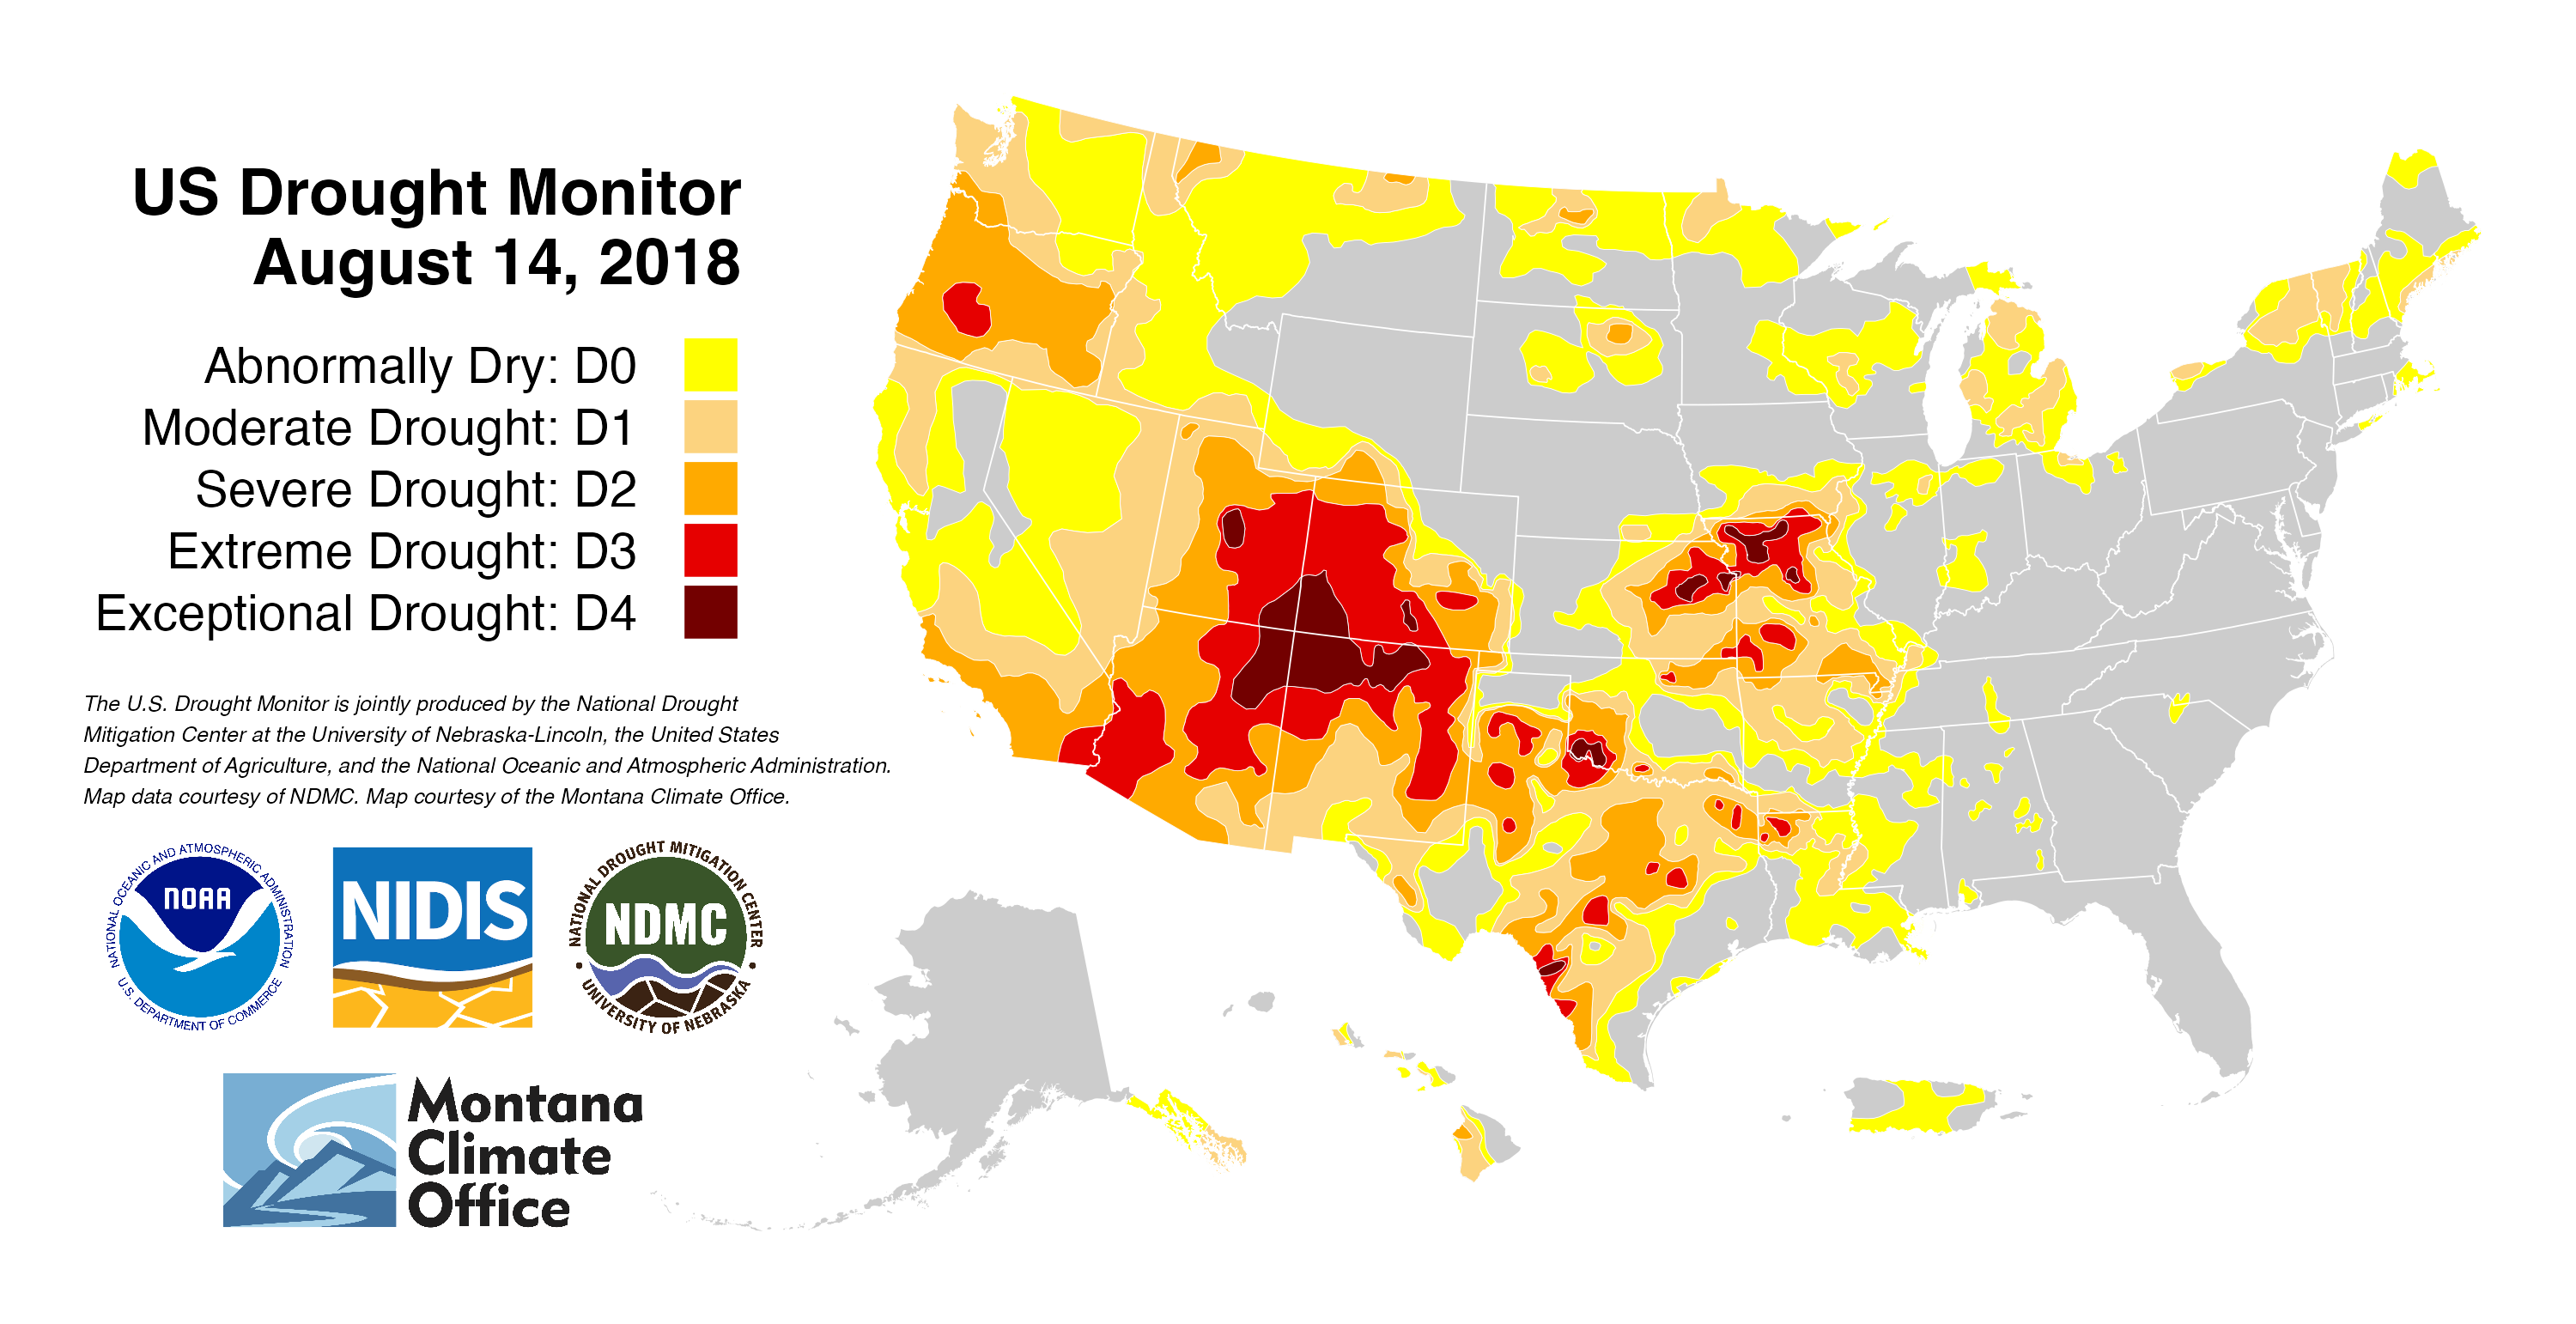 US Drought Monitor
August 14, 2018
Abnormally Dry: D0
Moderate Drought: D1
Severe Drought: D2
Extreme Drought: D3
Exceptional Drought: D4
The U.S. Drought Monitor is jointly produced by the National Drought
Mitigation Center at the University of Nebraska-Lincoln, the United States
Department of Agriculture, and the National Oceanic and Atmospheric Administration.
Map data courtesy of NDMC. Map courtesy of the Montana Climate Office.
NATIONAL OCEANIC AND ATMOSPHERIC ADMINISTRATION
NOAA
U.S. DEPARTMENT OF COMMERCE
NIDIS
NATIONAL DROUGHT MITIGATION CENTER
NDMC
UNIVERSITY OF NEBRASKA
Montana
Climate
Office